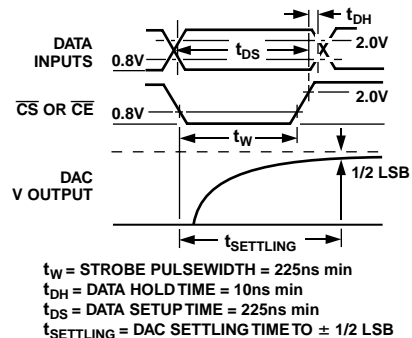 tDH
DATA INPUTS
2.0V
tDS
X
0.8V
2.0V
CS OR CE
0.8V
tW
DAC V OUTPUT
1/2 LSB
tSETTLING
tW = STROBE PULSEWIDTH = 225ns min
tDH = DATA HOLD TIME = 10ns min
tDS = DATA SETUP TIME = 225ns min
tSETTLING = DAC SETTLING TIME TO ± 1/2 LSB